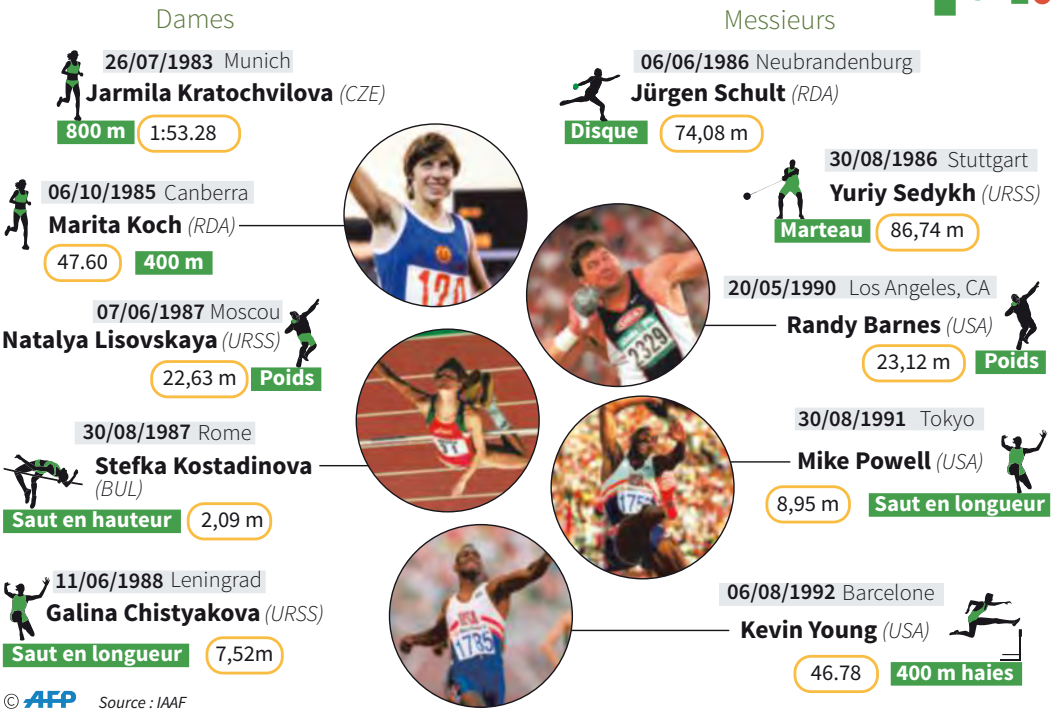 Dames
26/07/1983 Munich
Jarmila Kratochvilova (CZE)
800 m 1:53.28
06/10/1985 Canberra
Marita Koch (RDA)
47.60 400 m
07/06/1987 Moscou
Natalya Lisovskaya (URSS)
22,63 m Poids
30/08/1987 Rome
Stefka Kostadinova
(BUL)
Saut en hauteur 2,09 m
11/06/1988 Leningrad
Galina Chistyakova (URSS)
Saut en longueur 7,52m
Messieurs
06/06/1986 Neubrandenburg
Jürgen Schult (RDA)
Disque 74,08 m
30/08/1986 Stuttgart
Yuriy Sedykh (URSS)
Marteau 86,74 m
20/05/1990 Los Angeles, CA
Randy Barnes (USA)
23,12 m Poids
30/08/1991 Tokyo
Mike Powell (USA)
8,95 m Saut en longueur
06/08/1992 Barcelone
Kevin Young (USA)
46.78 400 m haies
2329
1735
© AFP Source : IAAF